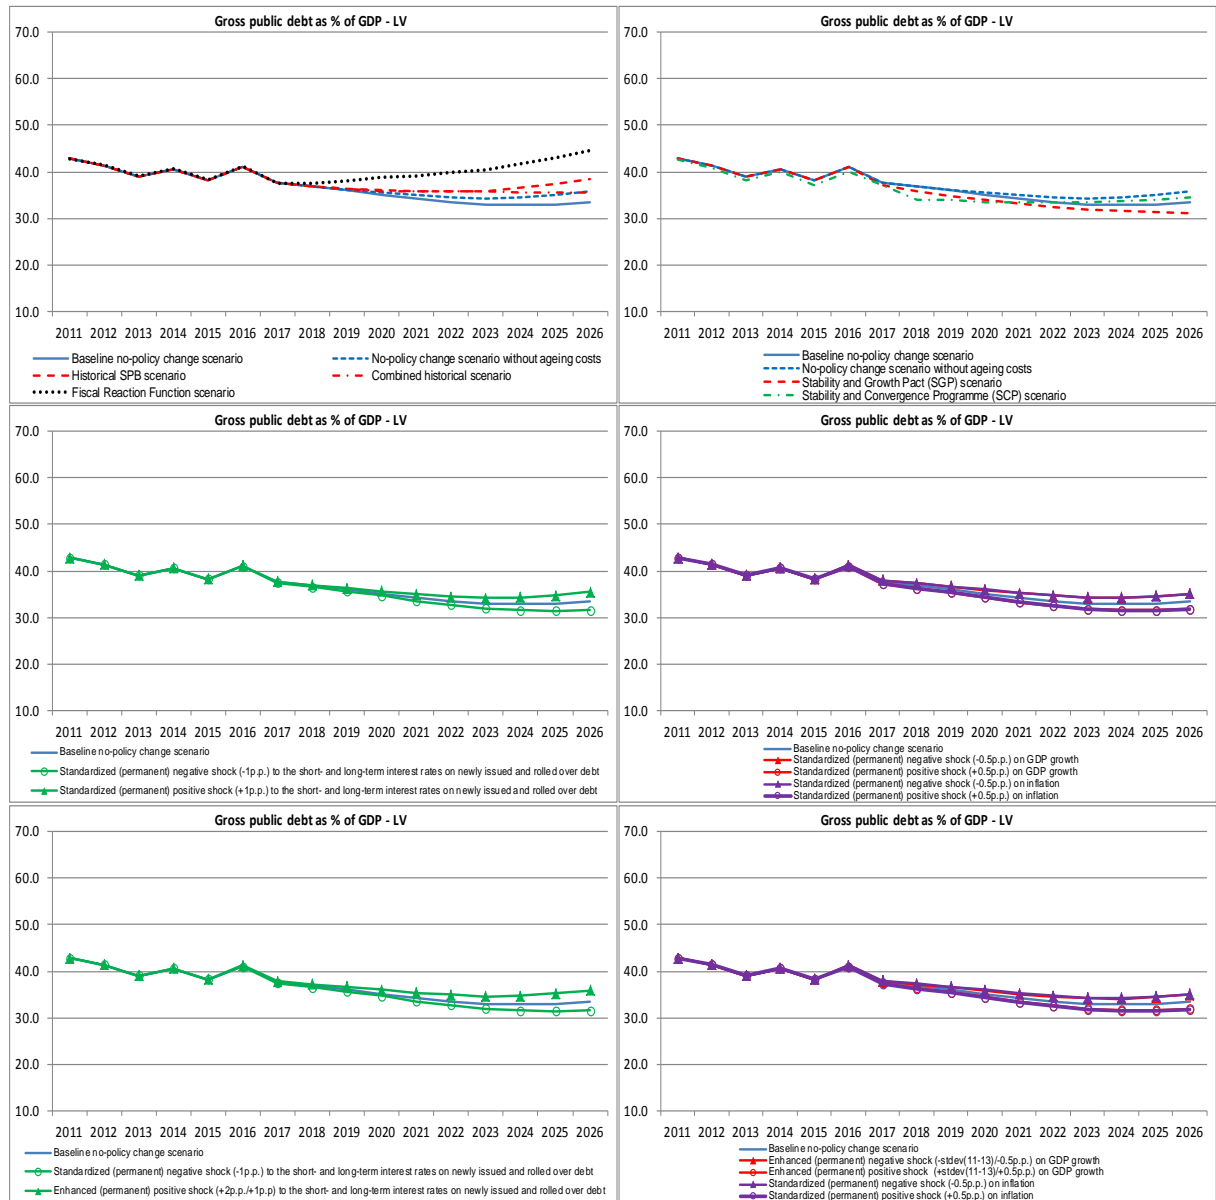 Gross public debt as % of GDP - LV
70.0
60.0
50.0
40.0
30.0
20.0
10.0
2011 2012 2013 2014 2015 2016 2017 2018 2019 2020 2021 2022 2023 2024 2025 2026
Baseline no-policy change scenario
No-policy change scenario without ageing costs
Historical SPB scenario
Combined historical scenario
Fiscal Reaction Function scenario
Gross public debt as % of GDP - LV
70.0
60.0
50.0
40.0
30.0
20.0
10.0
2011 2012 2013 2014 2015 2016 2017 2018 2019 2020 2021 2022 2023 2024 2025 2026
Baseline no-policy change scenario
No-policy change scenario without ageing costs
Stability and Growth Pact (SGP) scenario
Stability and Convergence Programme (SCP) scenario
Gross public debt as % of GDP - LV
70.0
60.0
50.0
40.0
30.0
20.0
10.0
2011 2012 2013 2014 2015 2016 2017 2018 2019 2020 2021 2022 2023 2024 2025 2026
Baseline no-policy change scenario
Standardized (permanent) negative shock (-1p.p.) to the short- and long-term interest rates on newly issued and rolled over debt
Standardized (permanent) positive shock (+1p.p.) to the short- and long-term interest rates on newly issued and rolled over debt
Gross public debt as % of GDP - LV
70.0
60.0
50.0
40.0
30.0
20.0
10.0
2011 2012 2013 2014 2015 2016 2017 2018 2019 2020 2021 2022 2023 2024 2025 2026
Baseline no-policy change scenario
Standardized (permanent) negative shock (-0.5p.p.) on GDP growth
Standardized (permanent) positive shock (+0.5p.p.) on GDP growth
Standardized (permanent) negative shock (-0.5p.p.) on inflation
Standardized (permanent) positive shock (+0.5p.p.) on inflation
Gross public debt as % of GDP - LV
70.0
60.0
50.0
40.0
30.0
20.0
10.0
2011 2012 2013 2014 2015 2016 2017 2018 2019 2020 2021 2022 2023 2024 2025 2026
Baseline no-policy change scenario
Standardized (permanent) negative shock (-1p.p.) to the short- and long-term interest rates on newly issued and rolled over debt
Enhanced (permanent) positive shock (+2p.p./+1p.p) to the short- and long-term interest rates on newly issued and rolled over debt
Gross public debt as % of GDP - LV
70.0
60.0
50.0
40.0
30.0
20.0
10.0
2011 2012 2013 2014 2015 2016 2017 2018 2019 2020 2021 2022 2023 2024 2025 2026
Baseline no-policy change scenario
Enhanced (permanent) negative shock (-stdev(11-13)/-0.5p.p.) on GDP growth
Enhanced (permanent) positive shock (+stdev(11-13)/+0.5p.p.) on GDP growth
Standardized (permanent) negative shock (-0.5p.p.) on inflation
Standardized (permanent) positive shock (+0.5p.p.) on inflation